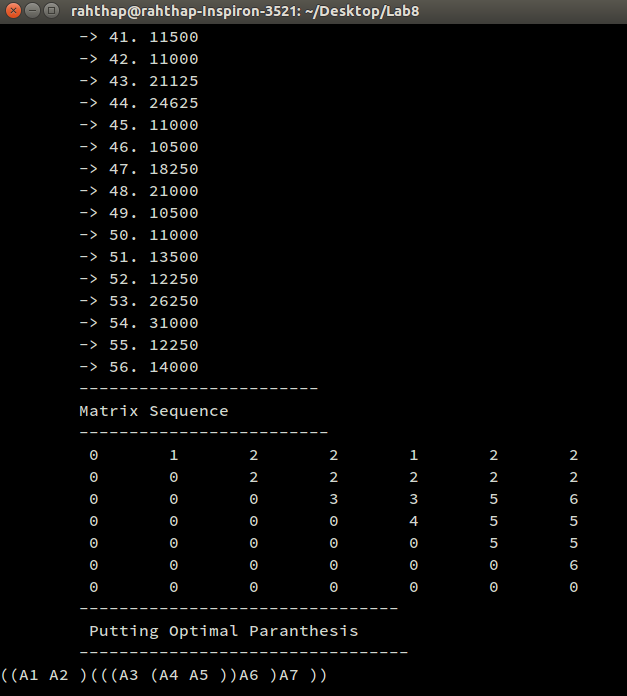 rahthap@rahthap-Inspiron-3521: ~/Desktop/Lab8
-> 41. 11500
-> 42. 11000
-> 43. 21125
-> 44. 24625
-> 45. 11000
-> 46. 10500
-> 47. 18250
-> 48. 21000
-> 49. 10500
-> 50. 11000
-> 51. 13500
-> 52. 12250
-> 53. 26250
-> 54. 31000
-> 55. 12250
-> 56. 14000
------------------------
Matrix Sequence
-------------------------
0 1 2 2 1 2 2
0 0 2 2 2 2 2
0 0 0 3 3 5 6
0 0 0 0 4 5 5
0 0 0 0 0 5 5
0 0 0 0 0 0 6
0 0 0 0 0 0 0
--------------------------------
Putting Optimal Paranthesis
---------------------------------
((A1 A2 )(((A3 (A4 A5 ))A6 )A7 ))